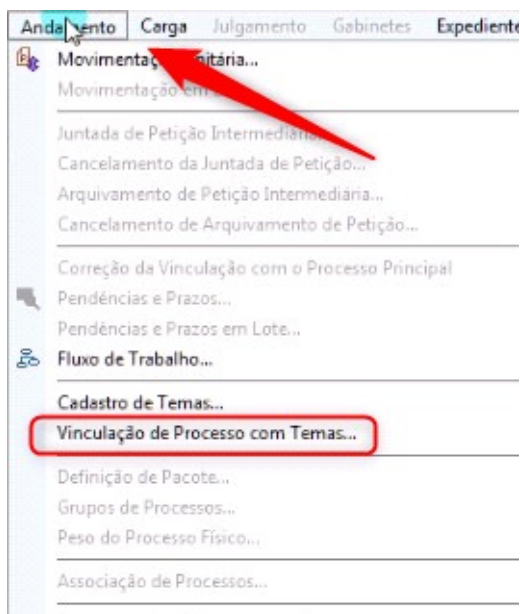 Andamento Carga Julgamento Gabinetes Expediente
Movimentação Unitária...
Movimentação em
Juntada de Petição Intermediária...
Cancelamento da Juntada de Petição...
Arquivamento de Petição Intermediária...
Cancelamento de Arquivamento de Petição...
Correção da Vinculação com o Processo Principal
Pendências e Prazos...
Pendências e Prazos em Lote...
Fluxo de Trabalho...
Cadastro de Temas...
Vinculação de Processo com Temas...
Definição de Pacote...
Grupos de Processos...
Peso do Processo Físico...
Associação de Processos...